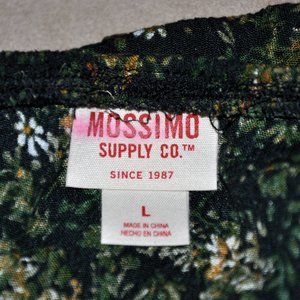 MOSSIMO
SUPPLY CO.™
SINCE 1987
L
MADE IN CHINA
HECHO EN CHINA